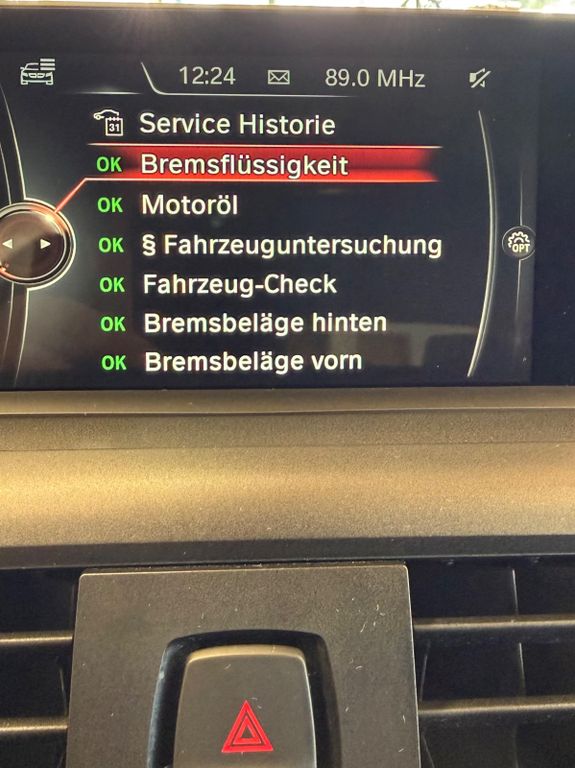 12:24 89.0 MHz
31 Service Historie
OK Bremsflüssigkeit
OK Motoröl
OK § Fahrzeuguntersuchung
OPT
OK Fahrzeug-Check
OK Bremsbeläge hinten
OK Bremsbeläge vorn